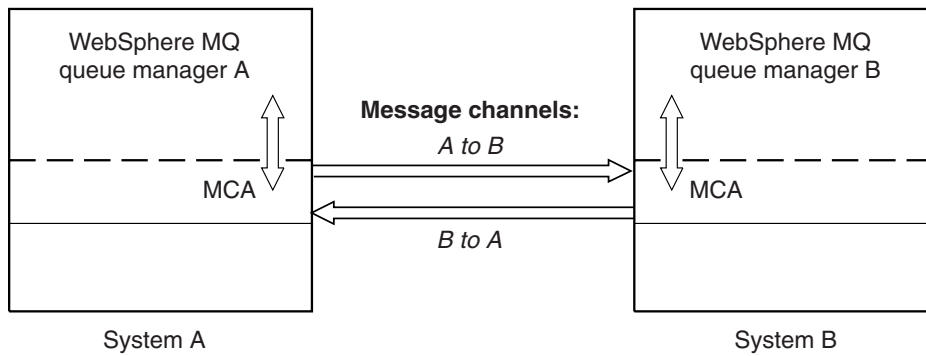 WebSphere MQ
queue manager A
WebSphere MQ
queue manager B
Message channels:
A to B
MCA
MCA
B to A
System A
System B